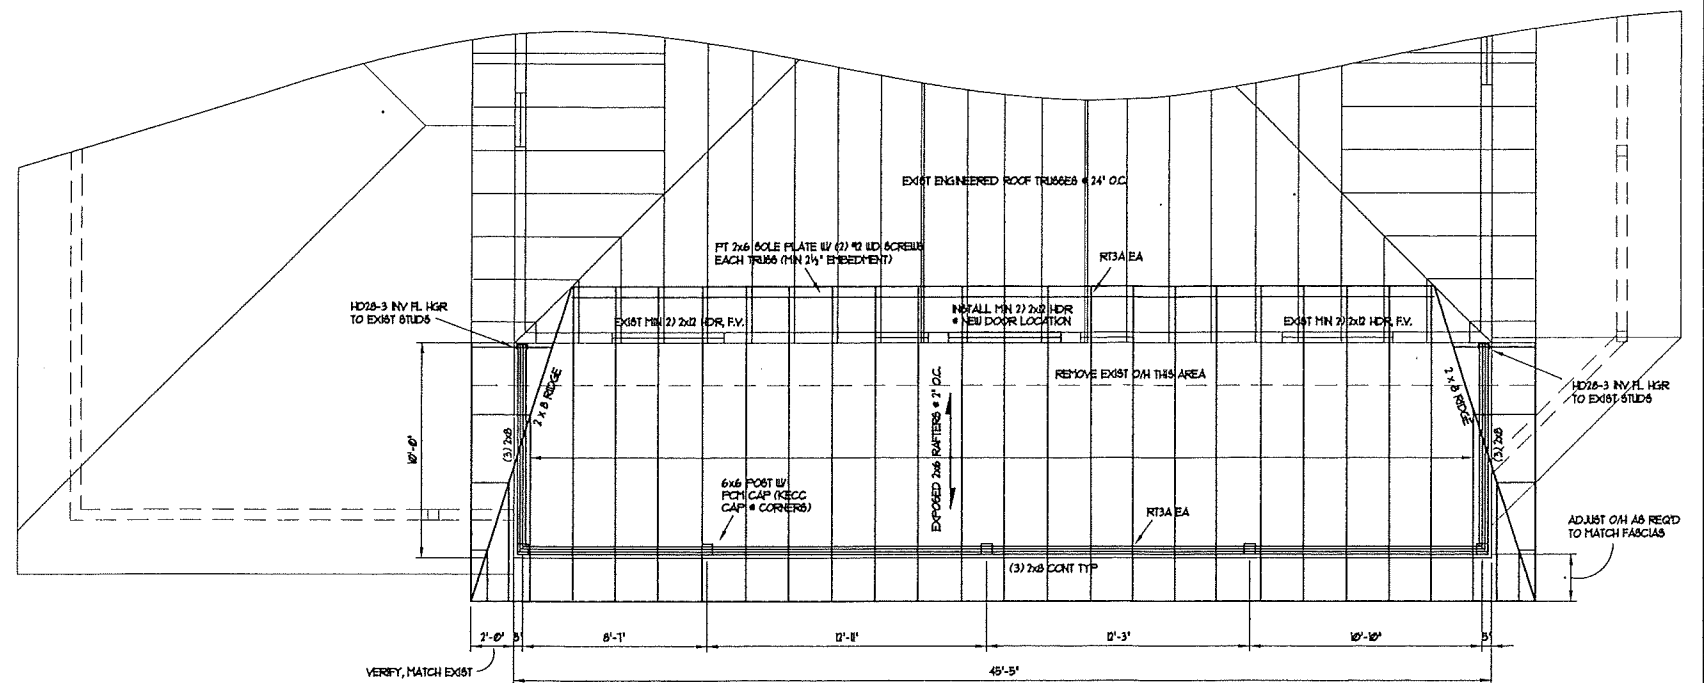 EXIST ENGINEERED ROOF TRUSSES @ 24" O.C.
PT 2x6 SOLE PLATE W/ (2) #12 WD SCREWS
EACH TRUSS (MIN 2½" EMBEDMENT)
RT3A EA
HD28-3 INV FL HGR
TO EXIST STUDS
EXIST MIN 2) 2x12 HDR, F.V.
INSTALL MIN 2) 2x12 HDR
@ NEW DOOR LOCATION
EXIST MIN 2) 2x12 HDR, F.V.
REMOVE EXIST O/H THIS AREA
2 X 8 RIDGE
2 X 8 RIDGE
HD28-3 INV FL HGR
TO EXIST STUDS
10'-10"
(3) 2x8
EXPOSED 2x6 RAFTERS @ 2' O.C.
(3) 2x8
6x6 POST W/
PCM CAP (KECC
CAP @ CORNERS)
RT3A EA
ADJUST O/H AS REQ'D
TO MATCH FASCIAS
(3) 2x8 CONT TYP
2'-0"
8'-7"
12'-11"
12'-3"
10'-10"
VERIFY, MATCH EXIST
45'-5"